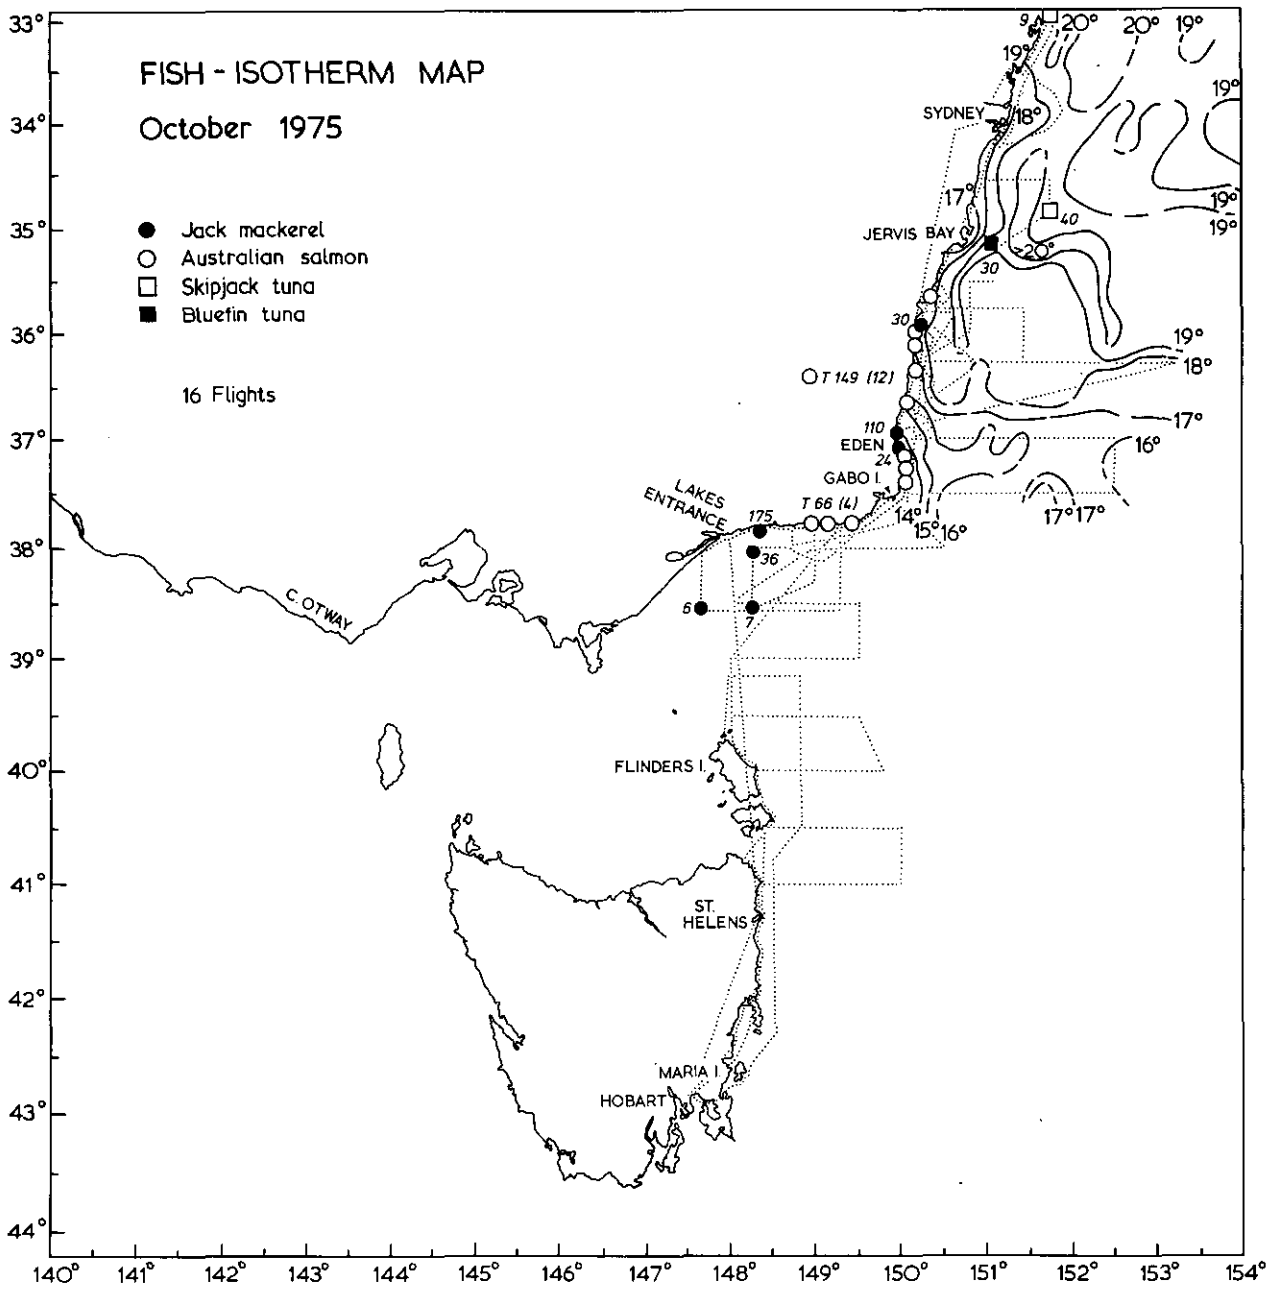 FISH - ISOTHERM MAP
October 1975
Jack mackerel
Australian salmon
Skipjack tuna
Bluefin tuna
16 Flights
33°
34°
35°
36°
37°
38°
39°
40°
41°
42°
43°
44°
140°
141°
142°
143°
144°
145°
146°
147°
148°
149°
150°
151°
152°
153°
154°
9
20°
20°
19°
19°
19°
SYDNEY
18°
17°
40
19°
19°
JERVIS BAY
>20°
30
30
19°
18°
T 149 (12)
17°
110
EDEN
24
16°
GABO I.
LAKES
ENTRANCE
T 66 (4)
175
14°
15°
16°
17°
17°
36
6
7
C. OTWAY
FLINDERS I.
ST.
HELENS
MARIA I.
HOBART